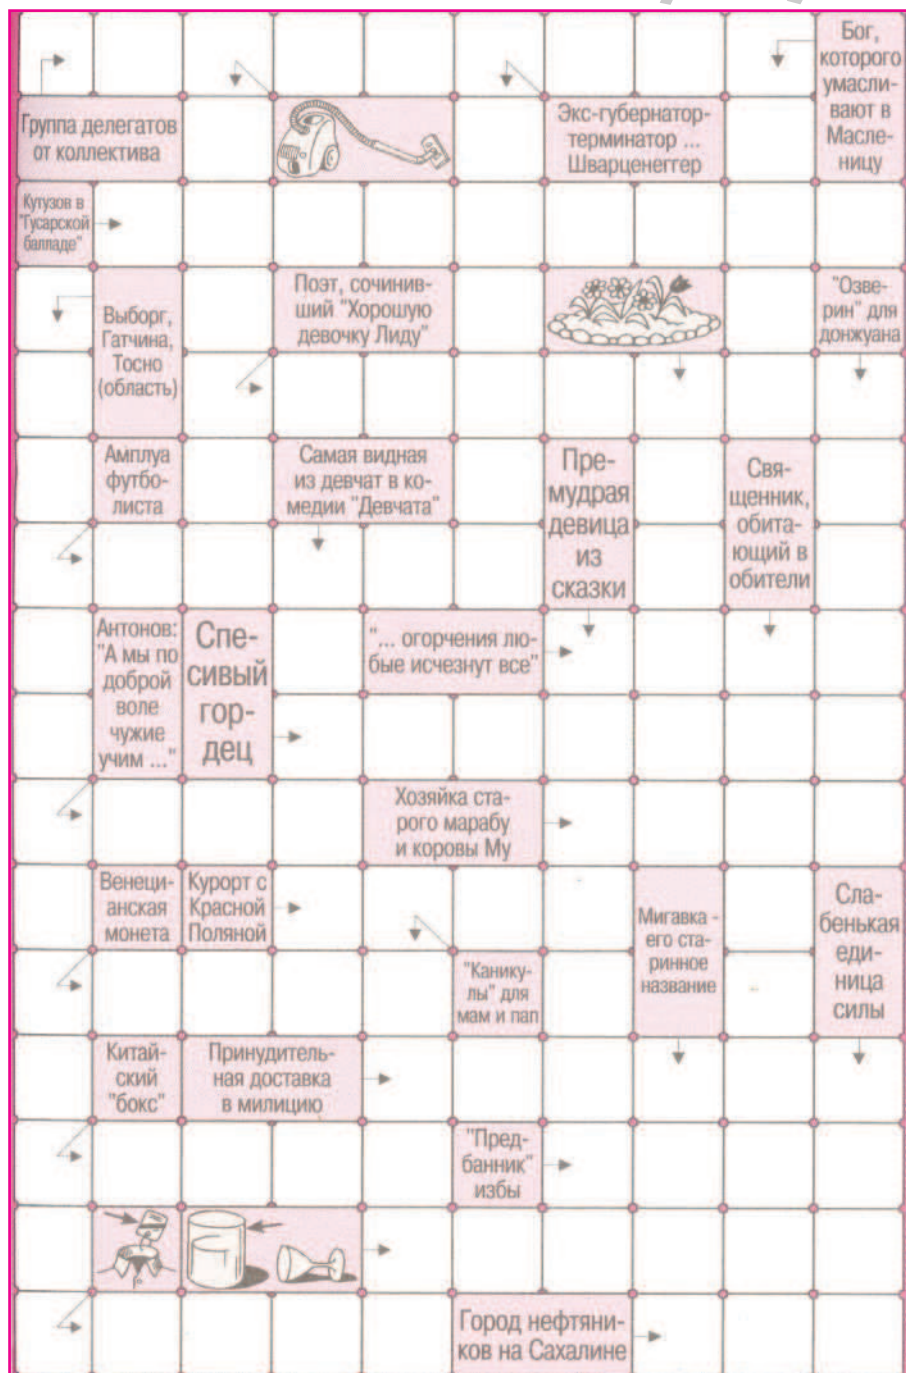 Бог,
которого
умасли-
вают в
Масле-
ницу
Группа делегатов
от коллектива
Экс-губернатор-
терминатор ...
Шварценеггер
Кутузов в
"Гусарской
балладе"
Выборг,
Гатчина,
Тосно
(область)
Поэт, сочинив-
ший "Хорошую
девочку Лиду"
"Озве-
рин" для
донжуана
Амплуа
футбо-
листа
Самая видная
из девчат в ко-
медии "Девчата"
Пре-
мудрая
девица
из
сказки
Свя-
щенник,
обита-
ющий в
обители
Антонов:
"А мы по
доброй
воле
чужие
учим ..."
Спе-
сивый
гор-
дец
"... огорчения лю-
бые исчезнут все"
Хозяйка ста-
рого марабу
и коровы Му
Венеци-
анская
монета
Курорт с
Красной
Поляной
Мигавка -
его ста-
ринное
название
Сла-
бенькая
еди-
ница
силы
"Канику-
лы" для
мам и пап
Китай-
ский
"бокс"
Принудитель-
ная доставка
в милицию
"Пред-
банник"
избы
Город нефтяни-
ков на Сахалине